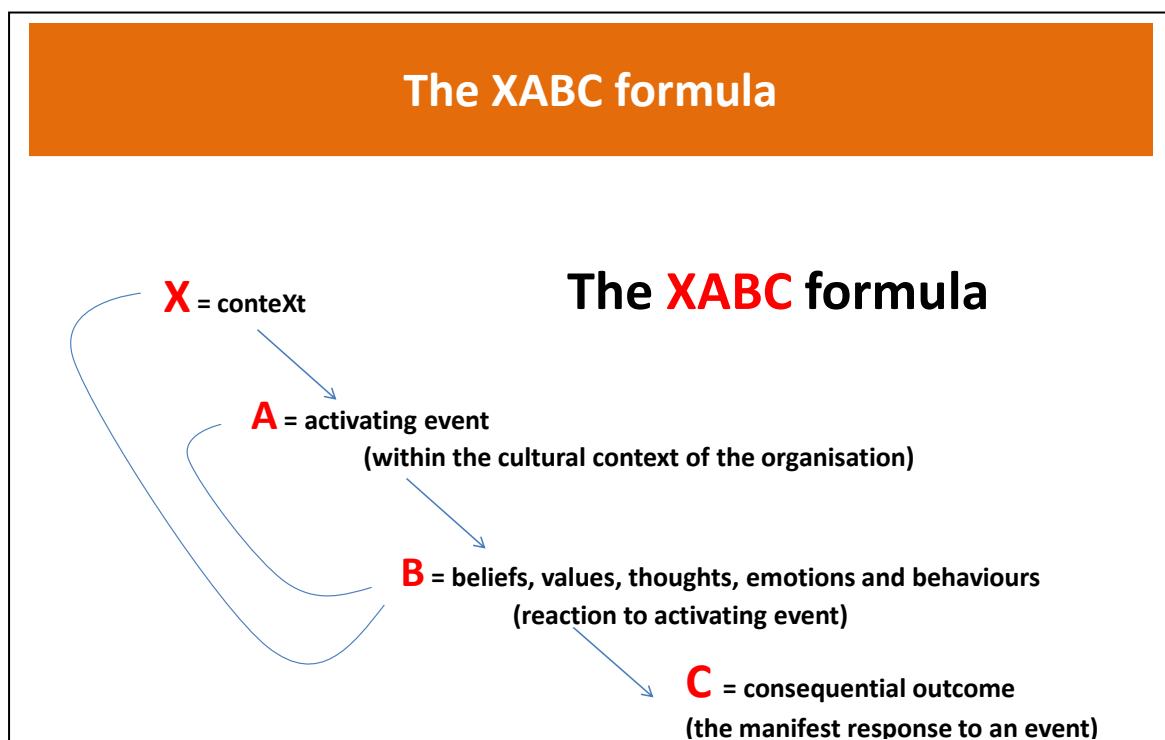 The XABC formula
The XABC formula
X = conteXt
A = activating event
(within the cultural context of the organisation)
B = beliefs, values, thoughts, emotions and behaviours
(reaction to activating event)
C = consequential outcome
(the manifest response to an event)